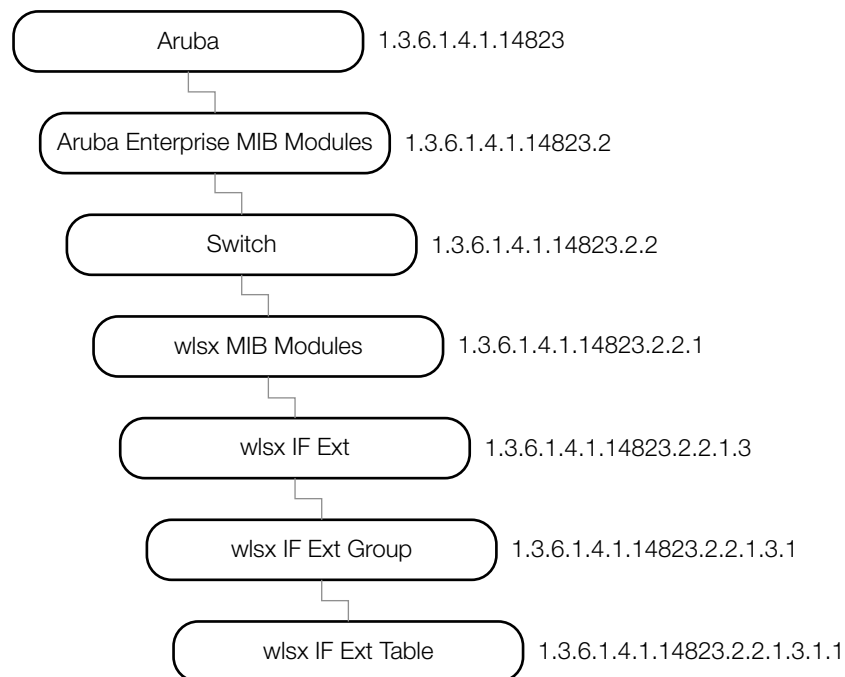 Aruba 1.3.6.1.4.1.14823
Aruba Enterprise MIB Modules 1.3.6.1.4.1.14823.2
Switch 1.3.6.1.4.1.14823.2.2
wlsx MIB Modules 1.3.6.1.4.1.14823.2.2.1
wlsx IF Ext 1.3.6.1.4.1.14823.2.2.1.3
wlsx IF Ext Group 1.3.6.1.4.1.14823.2.2.1.3.1
wlsx IF Ext Table 1.3.6.1.4.1.14823.2.2.1.3.1.1